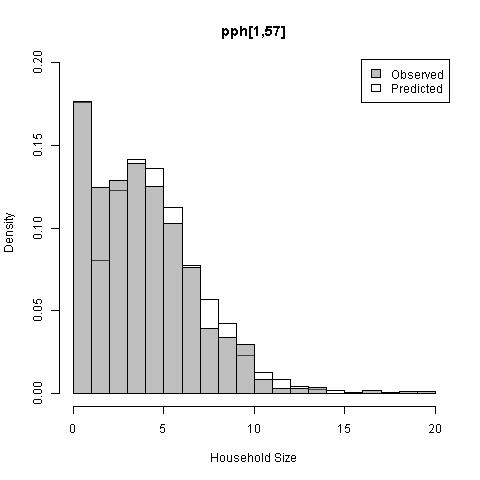 pph[1,57]
Observed
Predicted
Density
0.20
0.15
0.10
0.05
0.00
0 5 10 15 20
Household Size